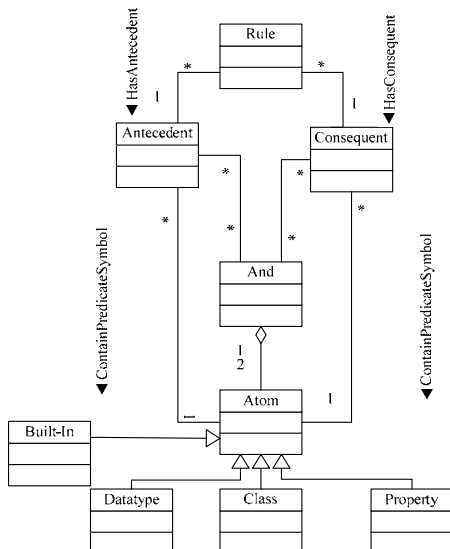 Rule
*
*
HasAntecedent
HasConsequent
1
1
Antecedent
Consequent
*
*
*
*
*
*
ContainPredicateSymbol
ContainPredicateSymbol
And
1
2
Atom
1
1
Built-In
Datatype
Class
Property